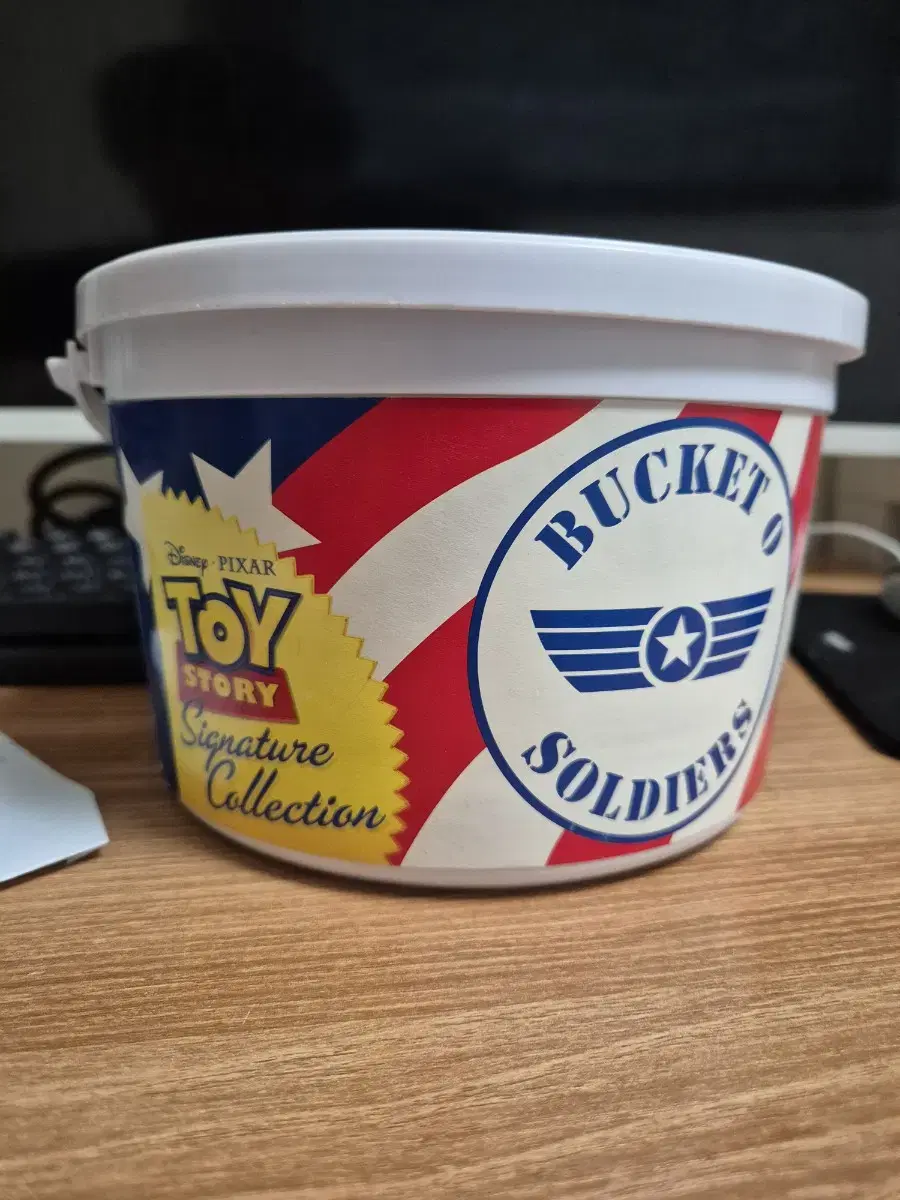 Disney · PIXAR
TOY
STORY
Signature
Collection
BUCKET O
SOLDIERS